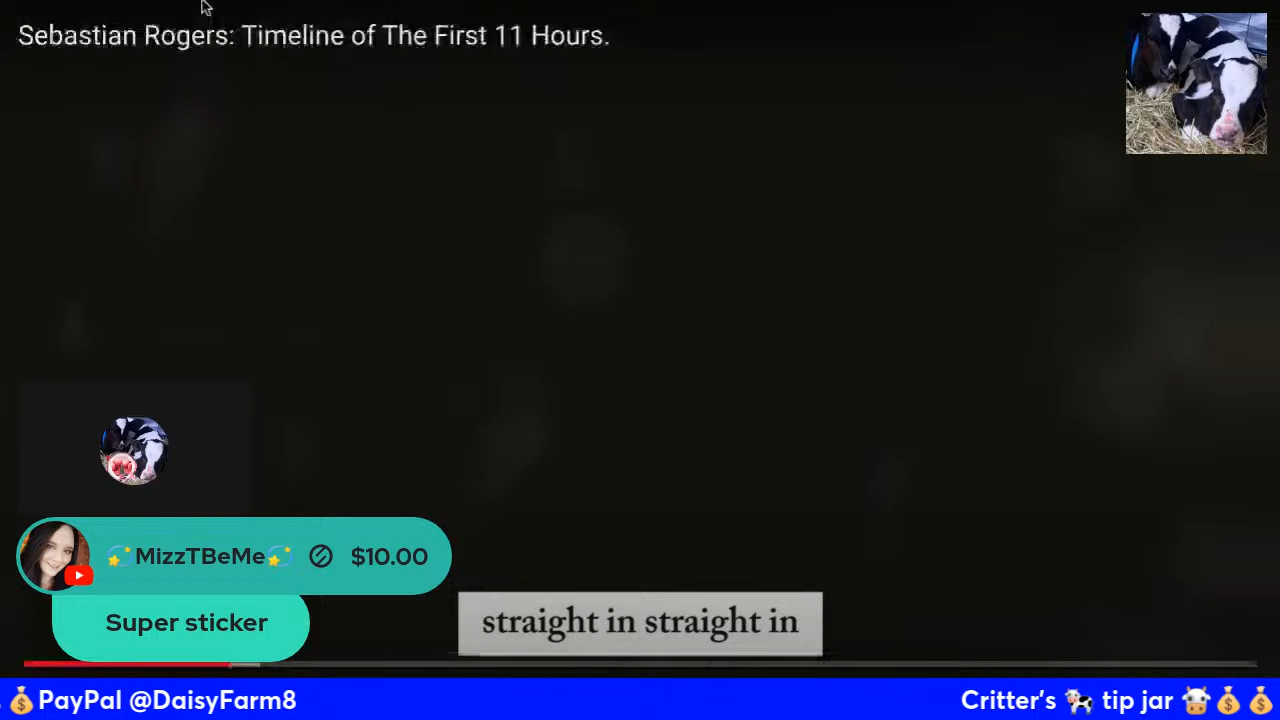 Sebastian Rogers: Timeline of The First 11 Hours.
💫MizzTBeMe💫 $10.00
Super sticker
straight in straight in
💰PayPal @DaisyFarm8 Critter's 🐄 tip jar 🐮💰💰